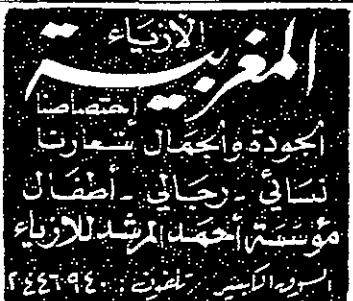 الأزياء
المغربية
إختصاصنا
الجودة والجمال شعارنا
نسائي - رجالي - أطفال
مؤسسة أحمد المرشد للأزياء
السوق الكبير تلفون: ٢٤٤٦٩٤٠